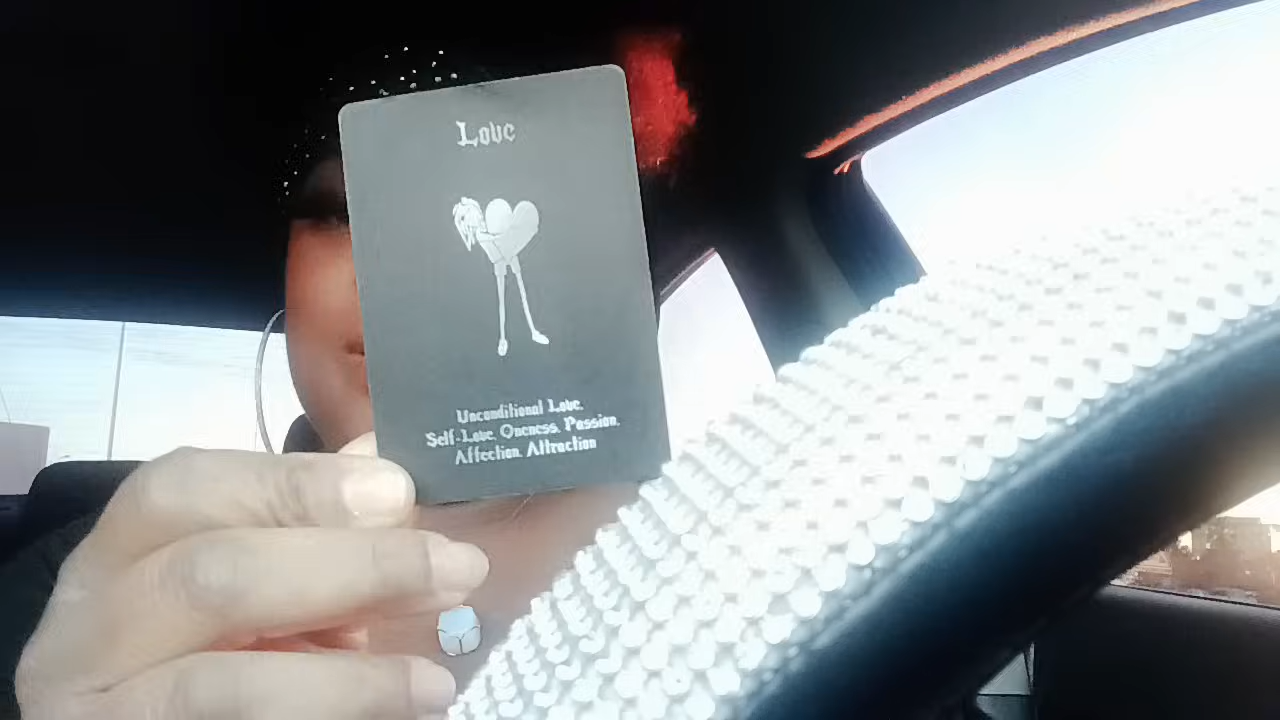 Love
Unconditional Love,
Self-Love, Oneness, Passion,
Affection, Attraction